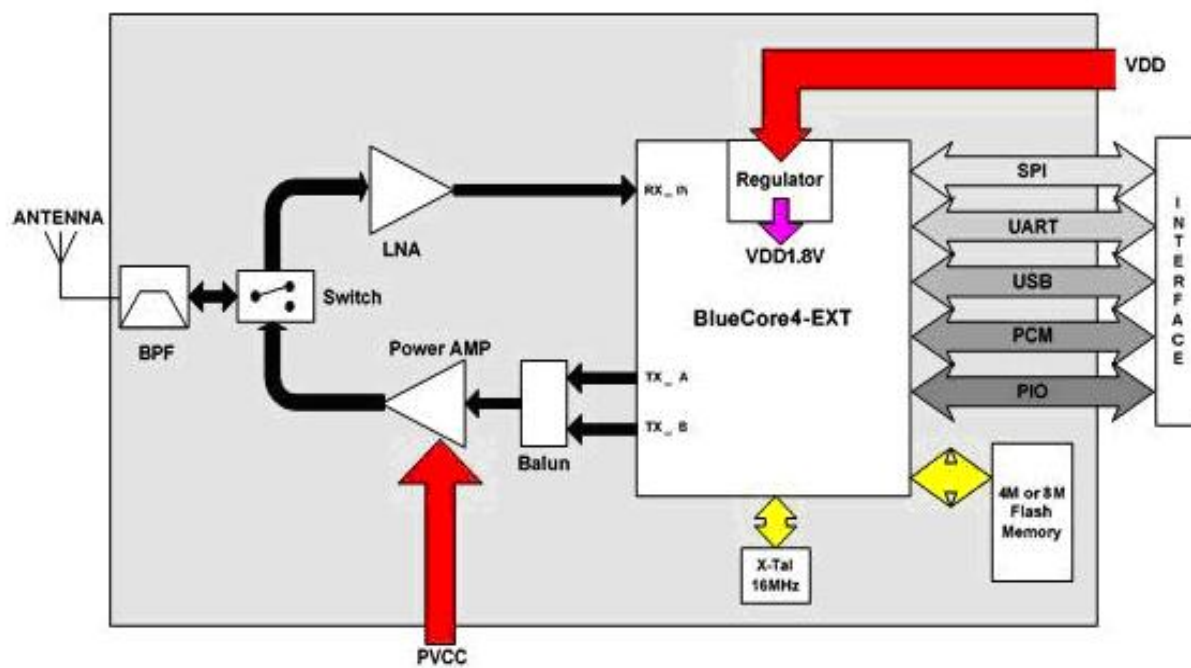 VDD
ANTENNA
BPF
Switch
LNA
Power AMP
Balun
PVCC
RX_ IN
Regulator
VDD1.8V
BlueCore4-EXT
TX_ A
TX_ B
SPI
UART
USB
PCM
PIO
INTERFACE
X-Tal
16MHz
4M or 8M
Flash
Memory